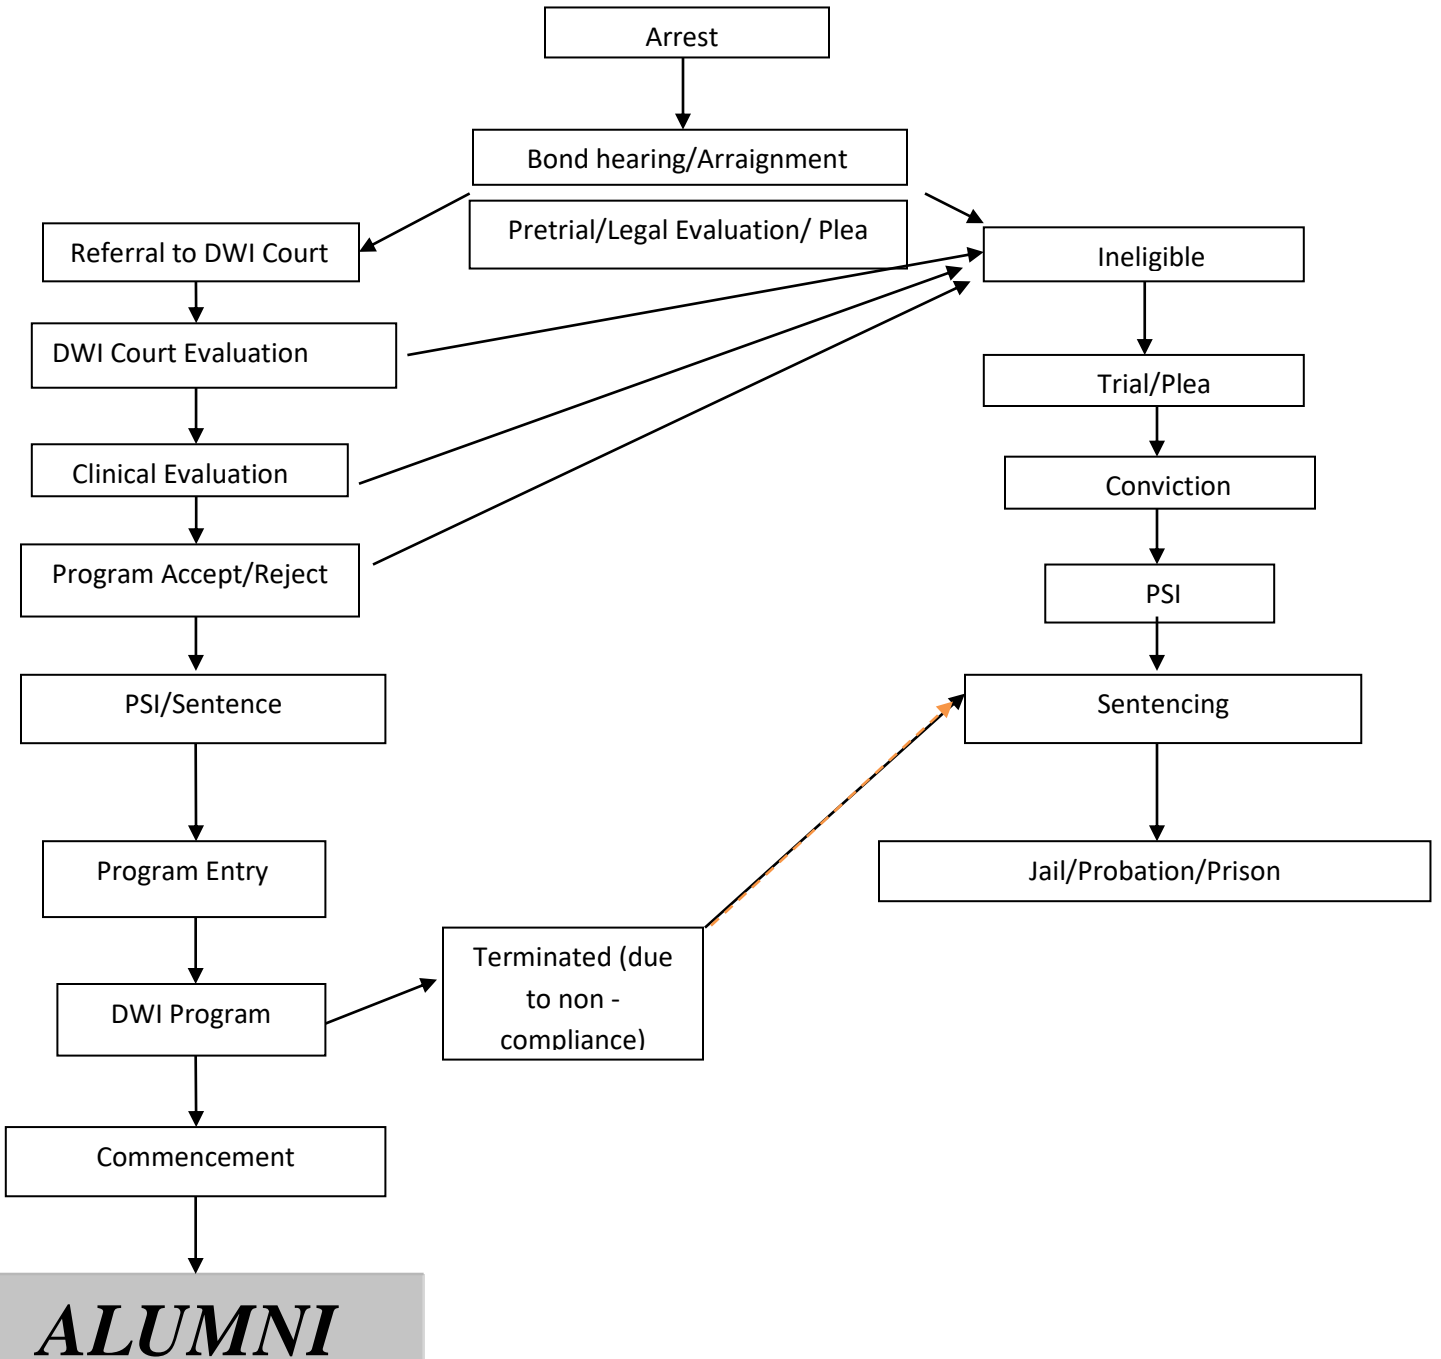 Arrest
Bond hearing/Arraignment
Pretrial/Legal Evaluation/ Plea
Referral to DWI Court
Ineligible
DWI Court Evaluation
Trial/Plea
Clinical Evaluation
Conviction
Program Accept/Reject
PSI
PSI/Sentence
Sentencing
Program Entry
Jail/Probation/Prison
Terminated (due
to non -
compliance)
DWI Program
Commencement
ALUMNI